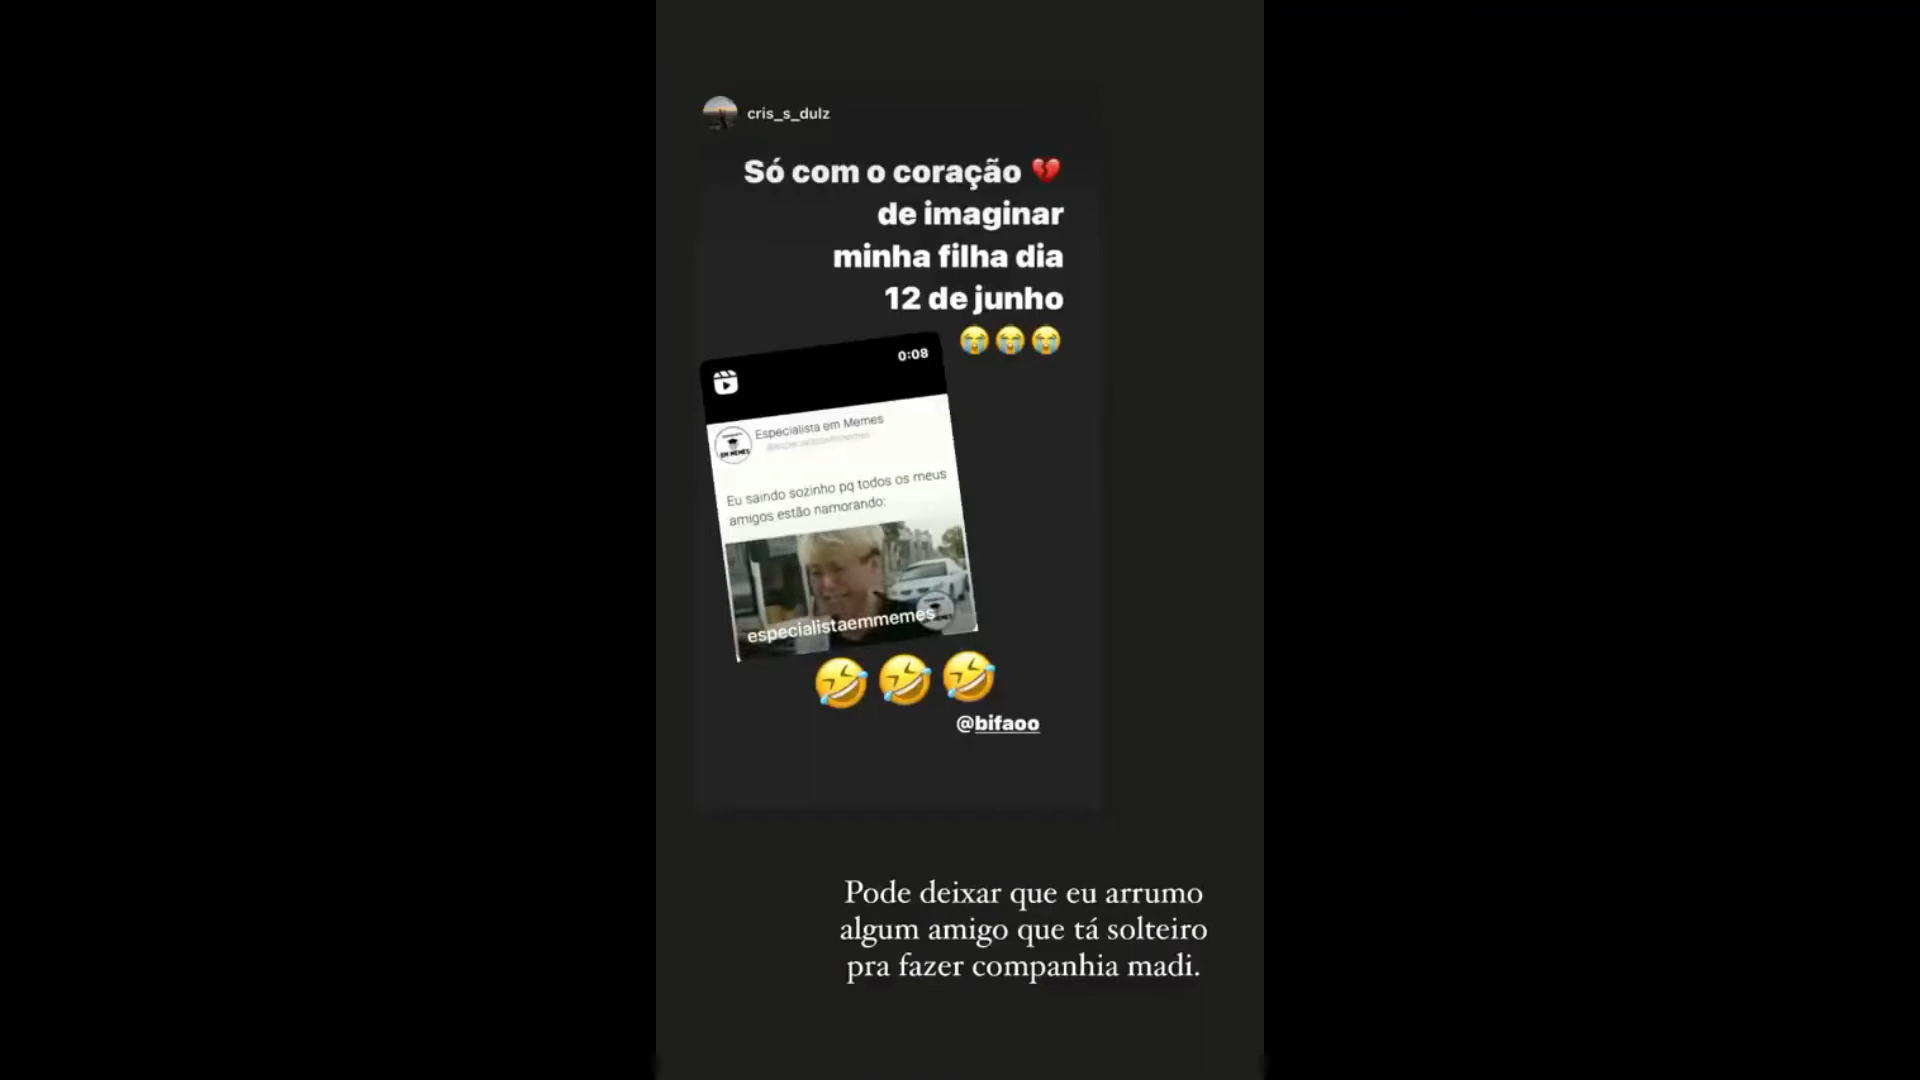 cris_s_dulz
Só com o coração 💔
de imaginar
minha filha dia
12 de junho
😭😭😭
0:08
Especialista em Memes
EM MEMES
Eu saindo sozinho pq todos os meus
amigos estão namorando:
especialistaemmemes
🤣🤣🤣
@bifaoo
Pode deixar que eu arrumo
algum amigo que tá solteiro
pra fazer companhia madi.